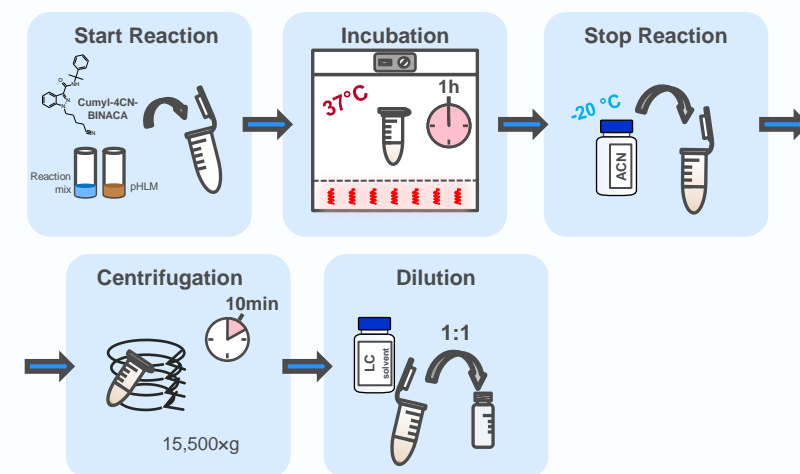 Start Reaction
O
NH
N
N
N
Cumyl-4CN-
BINACA
Reaction
mix
pHLM
Incubation
37°C
1h
Stop Reaction
-20 °C
ACN
Centrifugation
10min
15,500×g
Dilution
LC
solvent
1:1